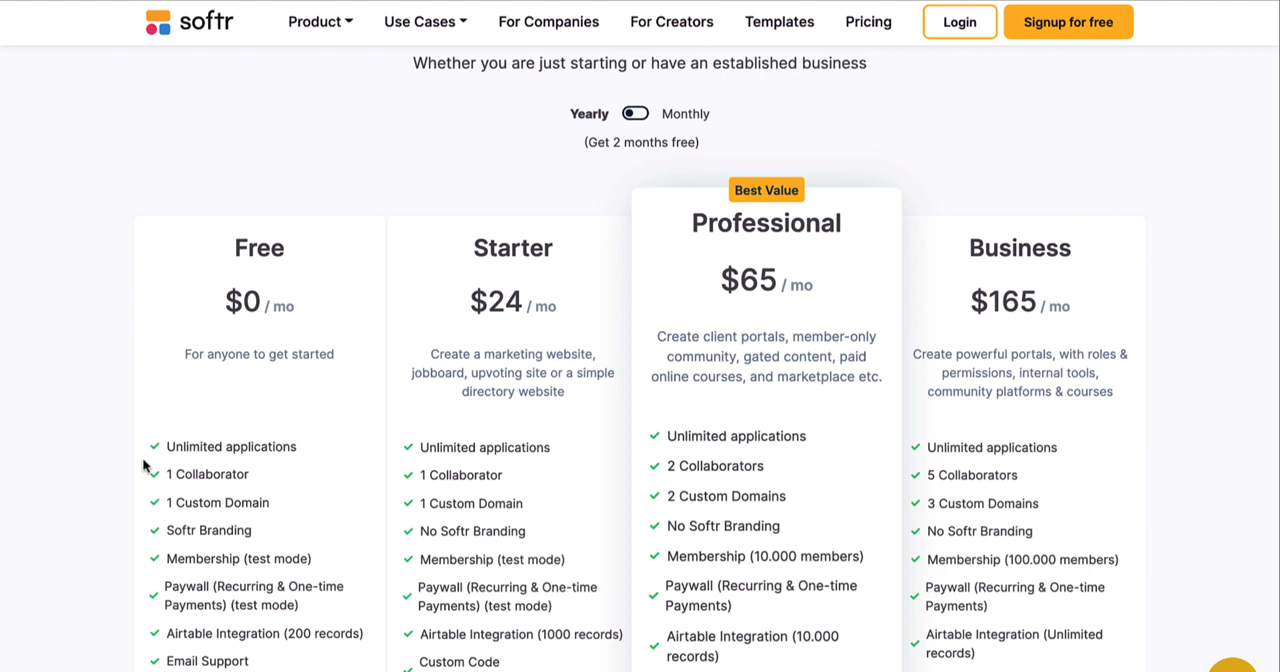 softr
Product
Use Cases
For Companies
For Creators
Templates
Pricing
Login
Signup for free
Whether you are just starting or have an established business
Yearly
Monthly
(Get 2 months free)
Free
$0 / mo
For anyone to get started
Unlimited applications
1 Collaborator
1 Custom Domain
Softr Branding
Membership (test mode)
Paywall (Recurring & One-time
Payments) (test mode)
Airtable Integration (200 records)
Email Support
Starter
$24 / mo
Create a marketing website,
jobboard, upvoting site or a simple
directory website
Unlimited applications
1 Collaborator
1 Custom Domain
No Softr Branding
Membership (test mode)
Paywall (Recurring & One-time
Payments) (test mode)
Airtable Integration (1000 records)
Custom Code
Best Value
Professional
$65 / mo
Create client portals, member-only
community, gated content, paid
online courses, and marketplace etc.
Unlimited applications
2 Collaborators
2 Custom Domains
No Softr Branding
Membership (10.000 members)
Paywall (Recurring & One-time
Payments)
Airtable Integration (10.000
records)
Business
$165 / mo
Create powerful portals, with roles &
permissions, internal tools,
community platforms & courses
Unlimited applications
5 Collaborators
3 Custom Domains
No Softr Branding
Membership (100.000 members)
Paywall (Recurring & One-time
Payments)
Airtable Integration (Unlimited
records)